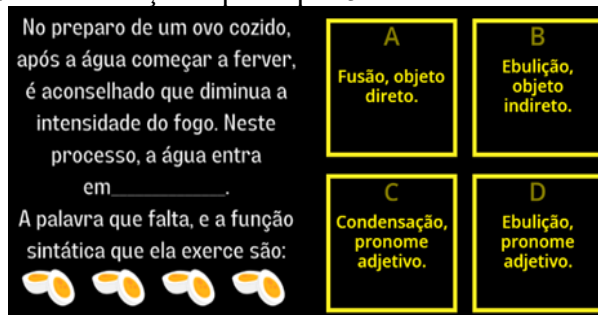 No preparo de um ovo cozido,
após a água começar a ferver,
é aconselhado que diminua a
intensidade do fogo. Neste
processo, a água entra
em___________.
A palavra que falta, e a função
sintática que ela exerce são:
A
Fusão, objeto
direto.
B
Ebulição,
objeto
indireto.
C
Condensação,
pronome
adjetivo.
D
Ebulição,
pronome
adjetivo.